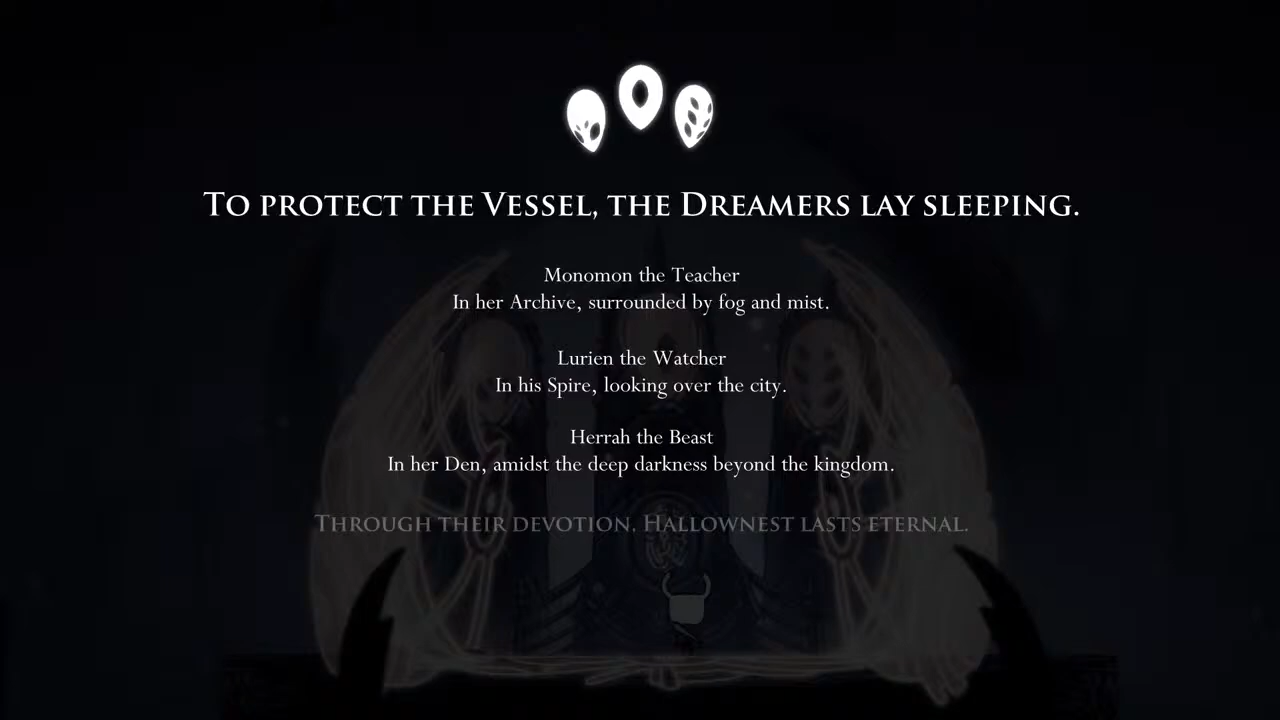 To protect the Vessel, the Dreamers lay sleeping.
Monomon the Teacher
In her Archive, surrounded by fog and mist.
Lurien the Watcher
In his Spire, looking over the city.
Herrah the Beast
In her Den, amidst the deep darkness beyond the kingdom.
Through their devotion, Hallownest lasts eternal.